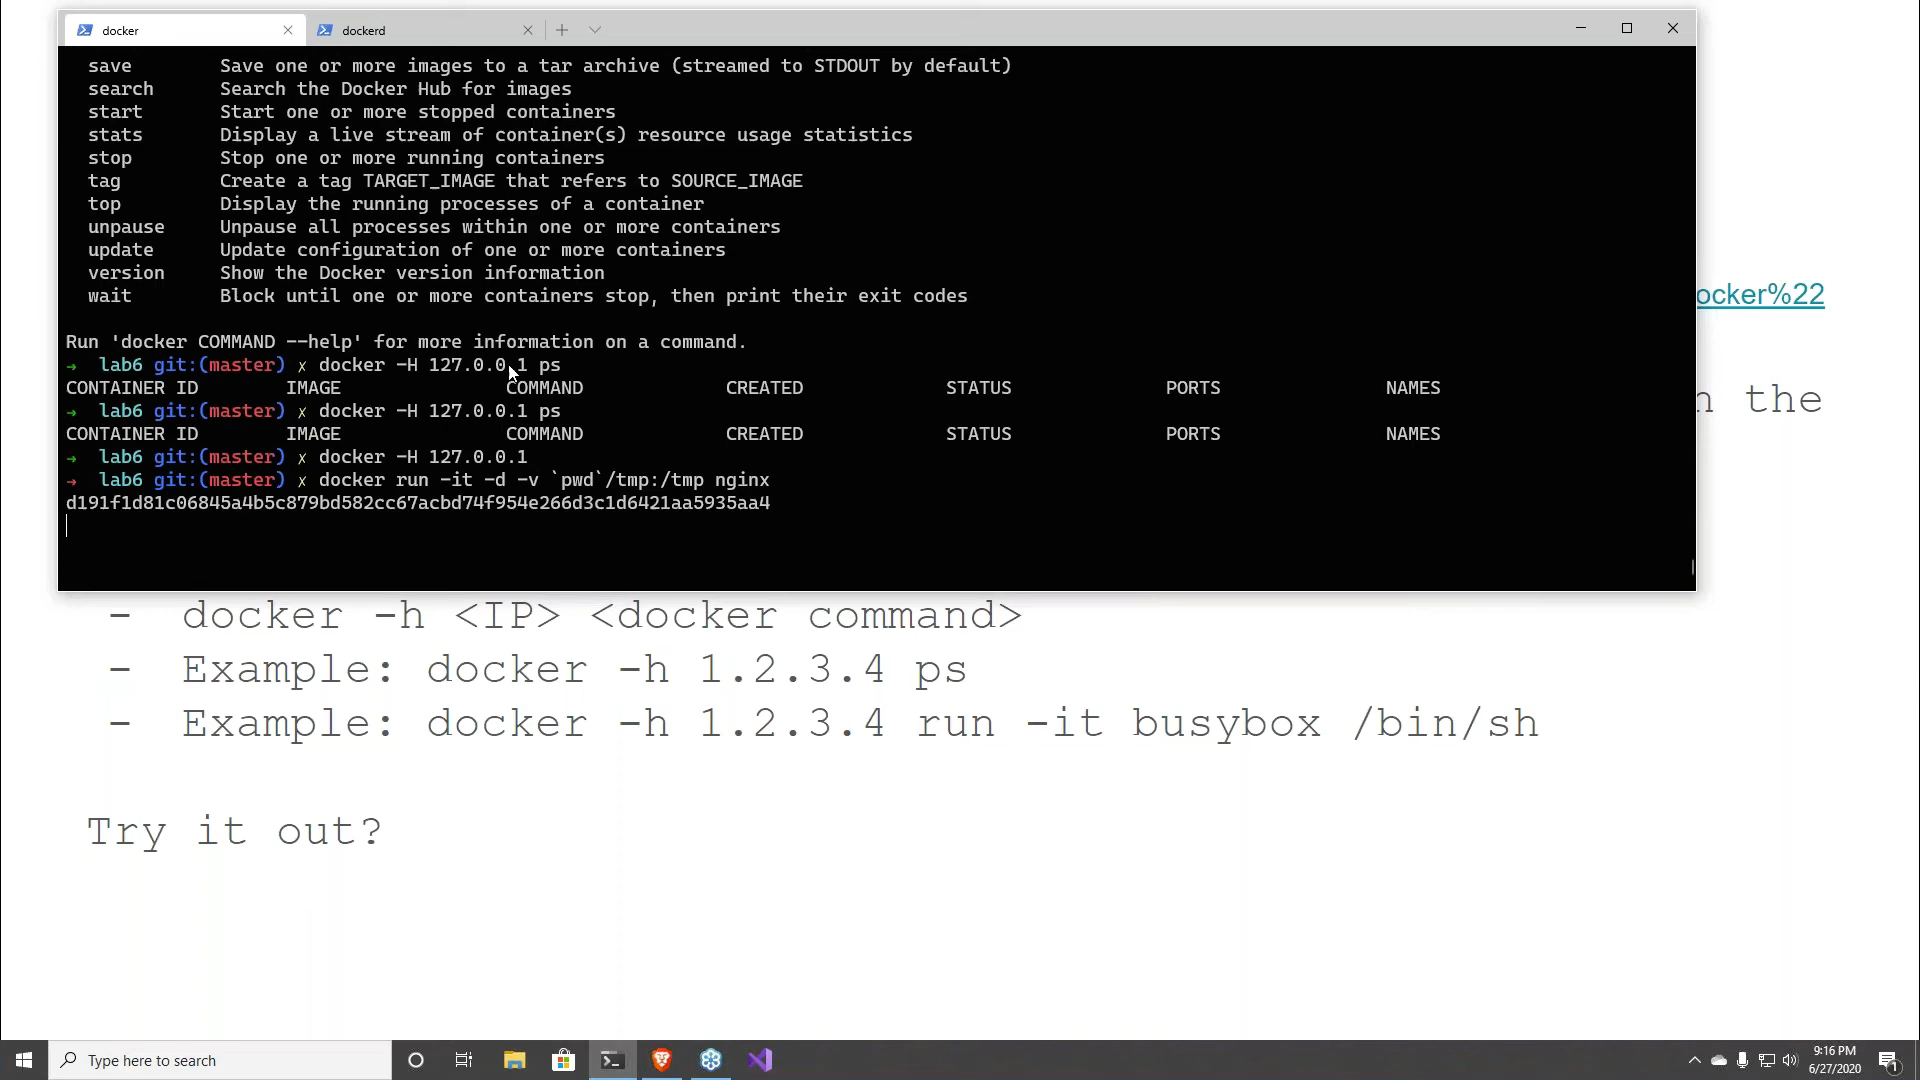 docker
dockerd
save Save one or more images to a tar archive (streamed to STDOUT by default)
search Search the Docker Hub for images
start Start one or more stopped containers
stats Display a live stream of container(s) resource usage statistics
stop Stop one or more running containers
tag Create a tag TARGET_IMAGE that refers to SOURCE_IMAGE
top Display the running processes of a container
unpause Unpause all processes within one or more containers
update Update configuration of one or more containers
version Show the Docker version information
wait Block until one or more containers stop, then print their exit codes
Run 'docker COMMAND --help' for more information on a command.
→ lab6 git:(master) ✗ docker -H 127.0.0.1 ps
CONTAINER ID IMAGE COMMAND CREATED STATUS PORTS NAMES
→ lab6 git:(master) ✗ docker -H 127.0.0.1 ps
CONTAINER ID IMAGE COMMAND CREATED STATUS PORTS NAMES
→ lab6 git:(master) ✗ docker -H 127.0.0.1
→ lab6 git:(master) ✗ docker run -it -d -v `pwd`/tmp:/tmp nginx
d191f1d81c06845a4b5c879bd582cc67acbd74f954e266d3c1d6421aa5935aa4
ocker%22
n the
- docker -h <IP> <docker command>
- Example: docker -h 1.2.3.4 ps
- Example: docker -h 1.2.3.4 run -it busybox /bin/sh
Try it out?
Type here to search
9:16 PM
6/27/2020
1